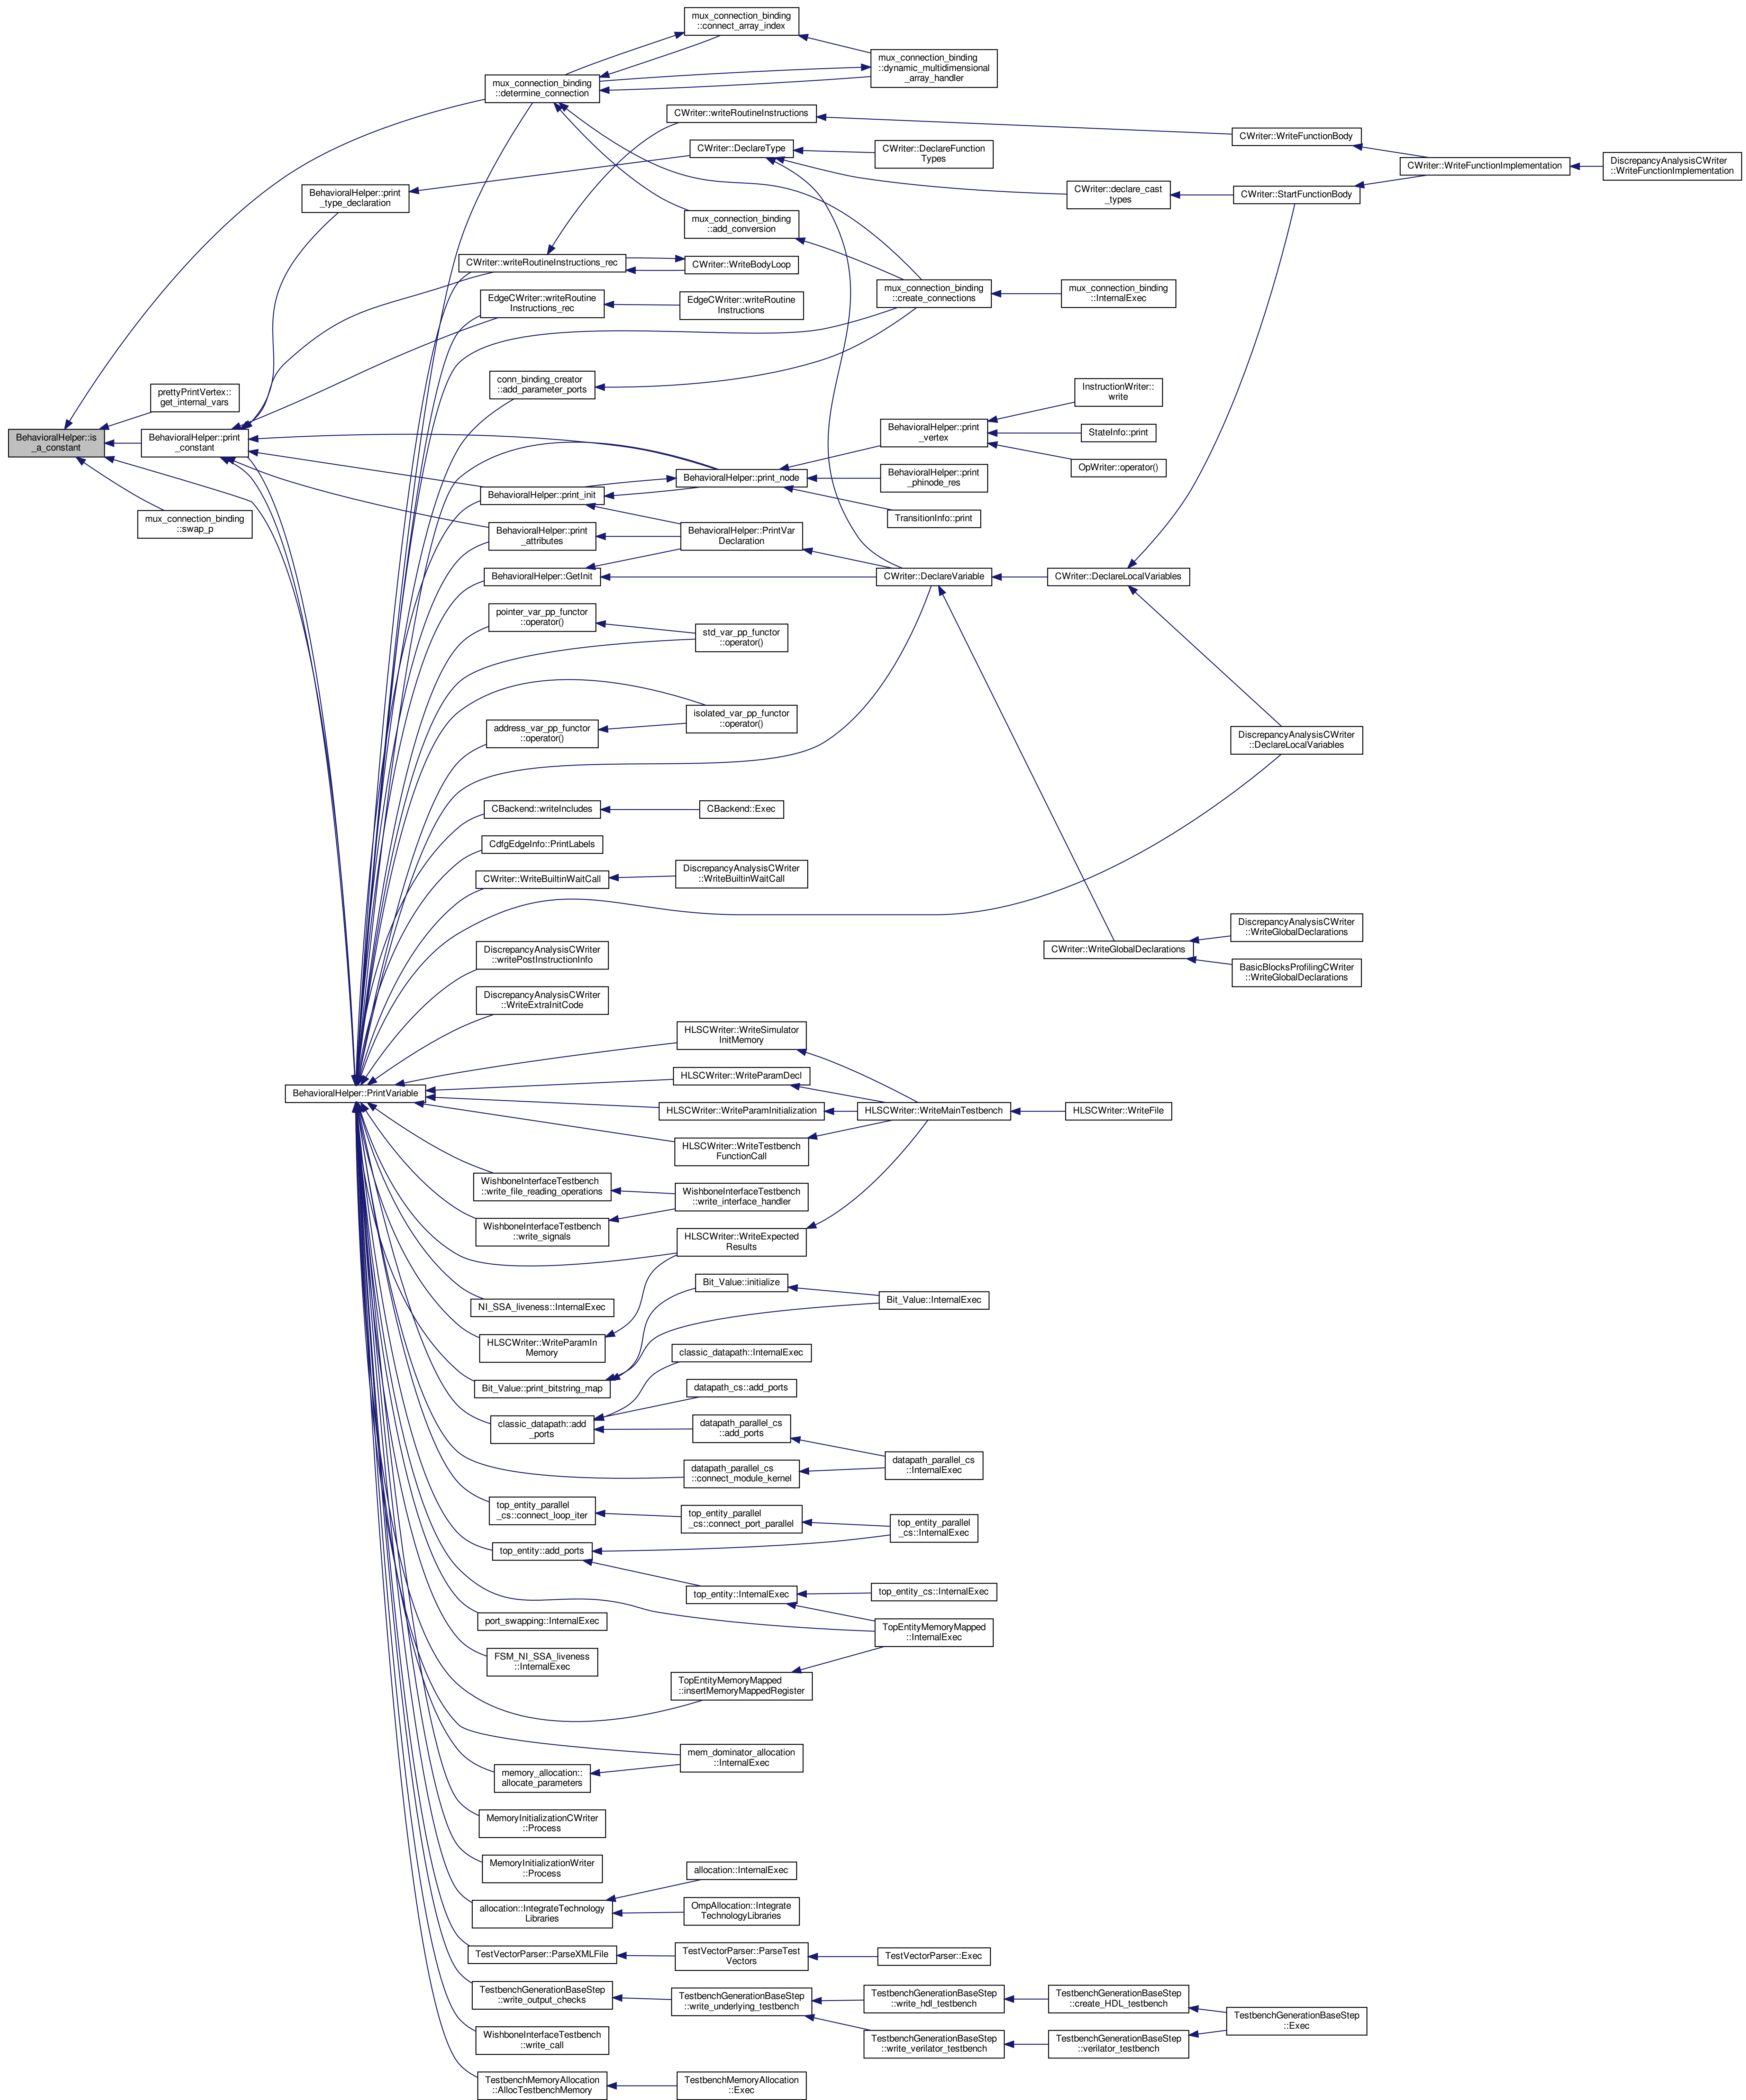 mux_connection_binding
::connect_array_index
mux_connection_binding
::dynamic_multidimensional
_array_handler
mux_connection_binding
::determine_connection
CWriter::writeRoutineInstructions
CWriter::WriteFunctionBody
CWriter::DeclareType
CWriter::DeclareFunction
Types
CWriter::WriteFunctionImplementation
DiscrepancyAnalysisCWriter
::WriteFunctionImplementation
BehavioralHelper::print
_type_declaration
CWriter::declare_cast
_types
CWriter::StartFunctionBody
mux_connection_binding
::add_conversion
CWriter::writeRoutineInstructions_rec
CWriter::WriteBodyLoop
mux_connection_binding
::create_connections
mux_connection_binding
::InternalExec
EdgeCWriter::writeRoutine
Instructions_rec
EdgeCWriter::writeRoutine
Instructions
conn_binding_creator
::add_parameter_ports
prettyPrintVertex::
get_internal_vars
InstructionWriter::
write
BehavioralHelper::is
_a_constant
BehavioralHelper::print
_constant
BehavioralHelper::print
_vertex
StateInfo::print
OpWriter::operator()
BehavioralHelper::print_node
BehavioralHelper::print
_phinode_res
BehavioralHelper::print_init
TransitionInfo::print
mux_connection_binding
::swap_p
BehavioralHelper::print
_attributes
BehavioralHelper::PrintVar
Declaration
BehavioralHelper::GetInit
CWriter::DeclareVariable
CWriter::DeclareLocalVariables
pointer_var_pp_functor
::operator()
std_var_pp_functor
::operator()
isolated_var_pp_functor
::operator()
address_var_pp_functor
::operator()
DiscrepancyAnalysisCWriter
::DeclareLocalVariables
CBackend::writeIncludes
CBackend::Exec
CdfgEdgeInfo::PrintLabels
CWriter::WriteBuiltinWaitCall
DiscrepancyAnalysisCWriter
::WriteBuiltinWaitCall
DiscrepancyAnalysisCWriter
::WriteGlobalDeclarations
DiscrepancyAnalysisCWriter
::writePostInstructionInfo
CWriter::WriteGlobalDeclarations
BasicBlocksProfilingCWriter
::WriteGlobalDeclarations
DiscrepancyAnalysisCWriter
::WriteExtraInitCode
HLSCWriter::WriteSimulator
InitMemory
HLSCWriter::WriteParamDecl
BehavioralHelper::PrintVariable
HLSCWriter::WriteParamInitialization
HLSCWriter::WriteMainTestbench
HLSCWriter::WriteFile
HLSCWriter::WriteTestbench
FunctionCall
WishboneInterfaceTestbench
::write_file_reading_operations
WishboneInterfaceTestbench
::write_interface_handler
WishboneInterfaceTestbench
::write_signals
HLSCWriter::WriteExpected
Results
Bit_Value::initialize
NI_SSA_liveness::InternalExec
Bit_Value::InternalExec
HLSCWriter::WriteParamIn
Memory
classic_datapath::InternalExec
Bit_Value::print_bitstring_map
datapath_cs::add_ports
classic_datapath::add
_ports
datapath_parallel_cs
::add_ports
datapath_parallel_cs
::InternalExec
datapath_parallel_cs
::connect_module_kernel
top_entity_parallel
_cs::connect_loop_iter
top_entity_parallel
_cs::connect_port_parallel
top_entity_parallel
_cs::InternalExec
top_entity::add_ports
top_entity::InternalExec
top_entity_cs::InternalExec
port_swapping::InternalExec
TopEntityMemoryMapped
::InternalExec
FSM_NI_SSA_liveness
::InternalExec
TopEntityMemoryMapped
::insertMemoryMappedRegister
mem_dominator_allocation
::InternalExec
memory_allocation::
allocate_parameters
MemoryInitializationCWriter
::Process
MemoryInitializationWriter
::Process
allocation::InternalExec
allocation::IntegrateTechnology
Libraries
OmpAllocation::Integrate
TechnologyLibraries
TestVectorParser::ParseXMLFile
TestVectorParser::ParseTest
Vectors
TestVectorParser::Exec
TestbenchGenerationBaseStep
::write_output_checks
TestbenchGenerationBaseStep
::write_underlying_testbench
TestbenchGenerationBaseStep
::write_hdl_testbench
TestbenchGenerationBaseStep
::create_HDL_testbench
TestbenchGenerationBaseStep
::Exec
WishboneInterfaceTestbench
::write_call
TestbenchGenerationBaseStep
::write_verilator_testbench
TestbenchGenerationBaseStep
::verilator_testbench
TestbenchMemoryAllocation
::AllocTestbenchMemory
TestbenchMemoryAllocation
::Exec